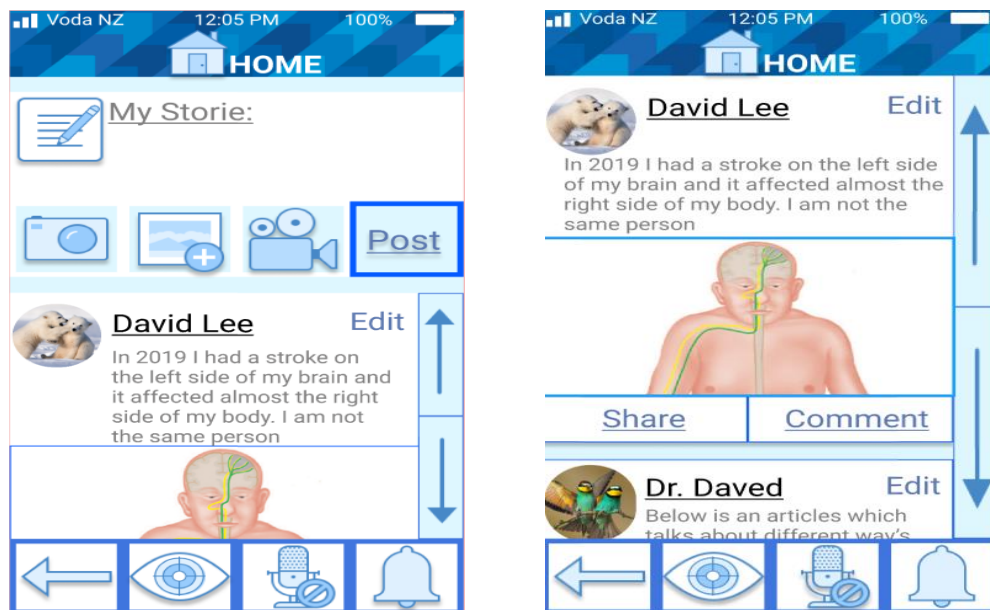 Voda NZ 12:05 PM 100%
HOME
My Storie:
Post
David Lee Edit
In 2019 I had a stroke on
the left side of my brain and
it affected almost the right
side of my body. I am not
the same person
Voda NZ 12:05 PM 100%
HOME
David Lee Edit
In 2019 I had a stroke on the left side
of my brain and it affected almost the
right side of my body. I am not the
same person
Share Comment
Dr. Daved Edit
Below is an articles which
talks about different way's